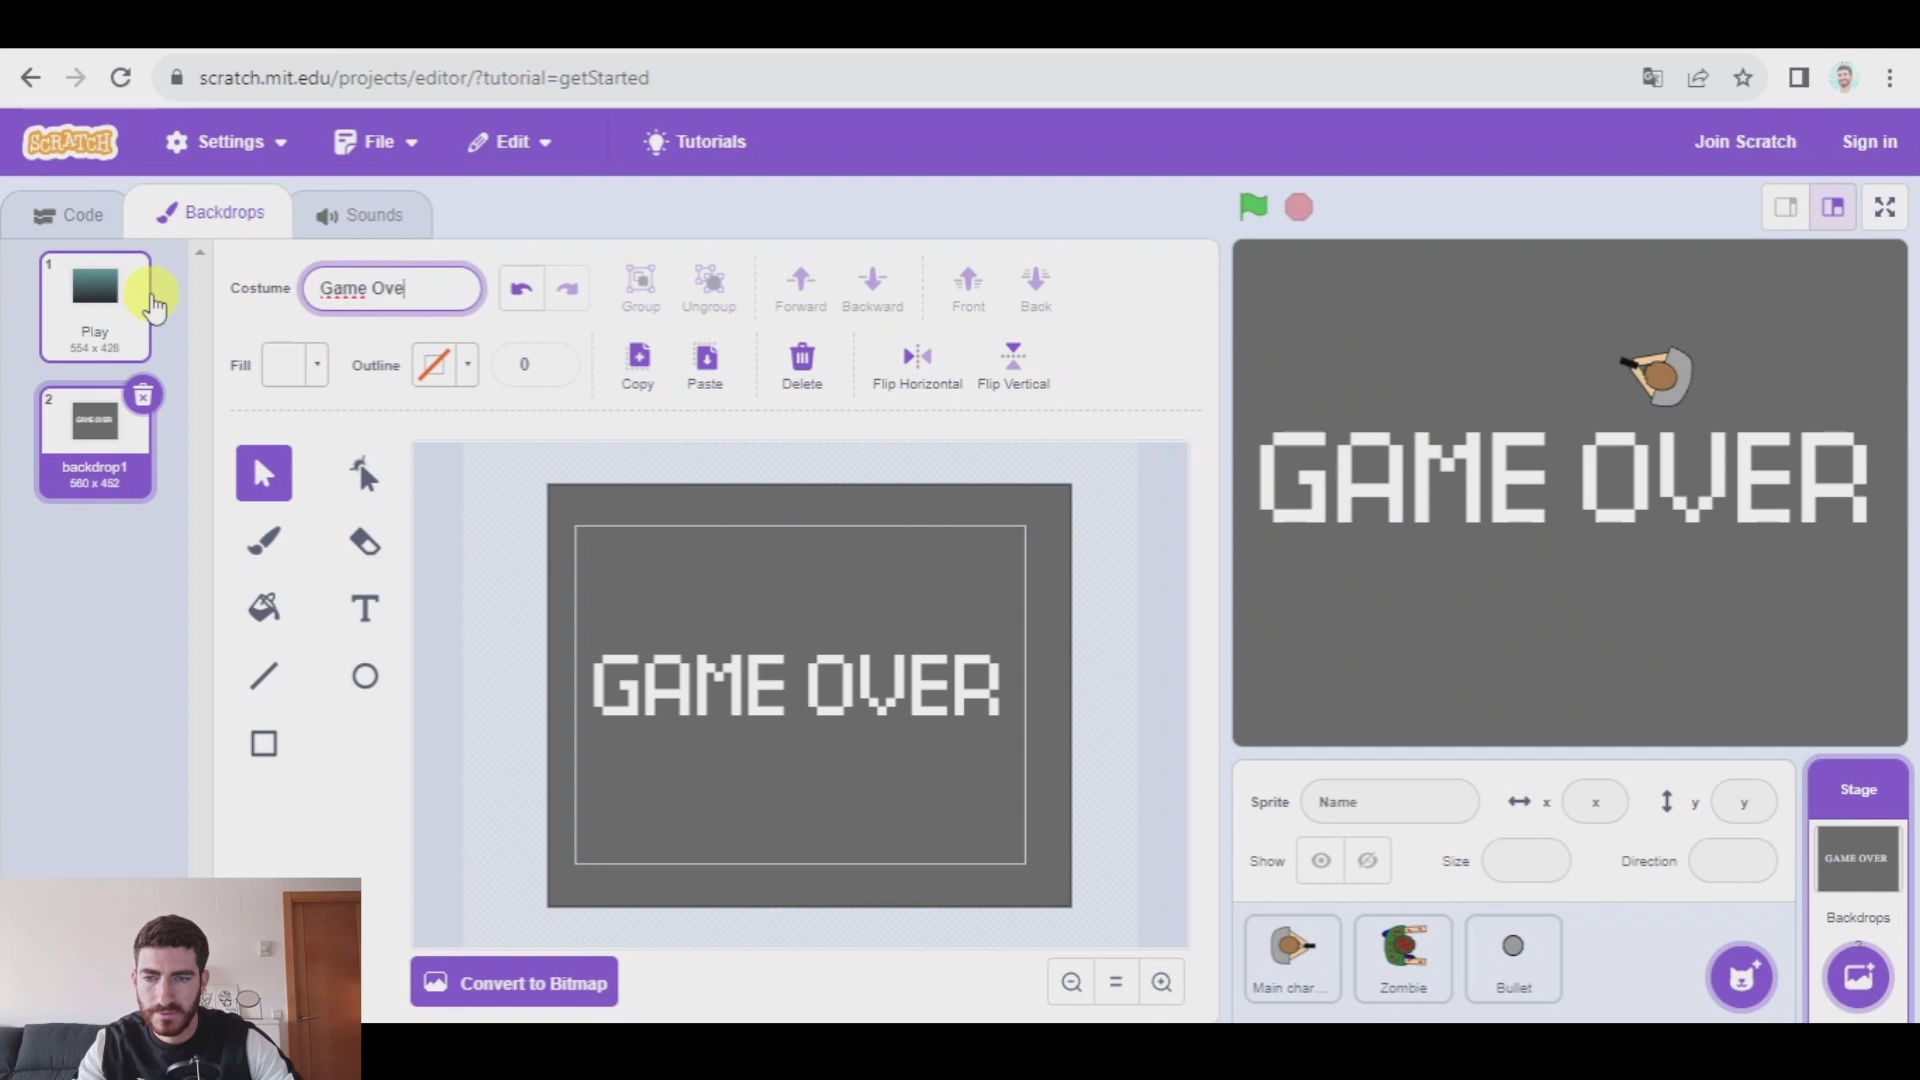 scratch.mit.edu/projects/editor/?tutorial=getStarted
SCRATCH
Settings
File
Edit
Tutorials
Join Scratch
Sign in
Code
Backdrops
Sounds
1
Play
554 x 428
2
GAME OVER
backdrop1
560 x 452
Costume
Game Ove
Group
Ungroup
Forward
Backward
Front
Back
Fill
Outline
0
Copy
Paste
Delete
Flip Horizontal
Flip Vertical
GAME OVER
Convert to Bitmap
GAME OVER
Sprite
Name
x
x
y
y
Show
Size
Direction
Main char...
Zombie
Bullet
Stage
GAME OVER
Backdrops